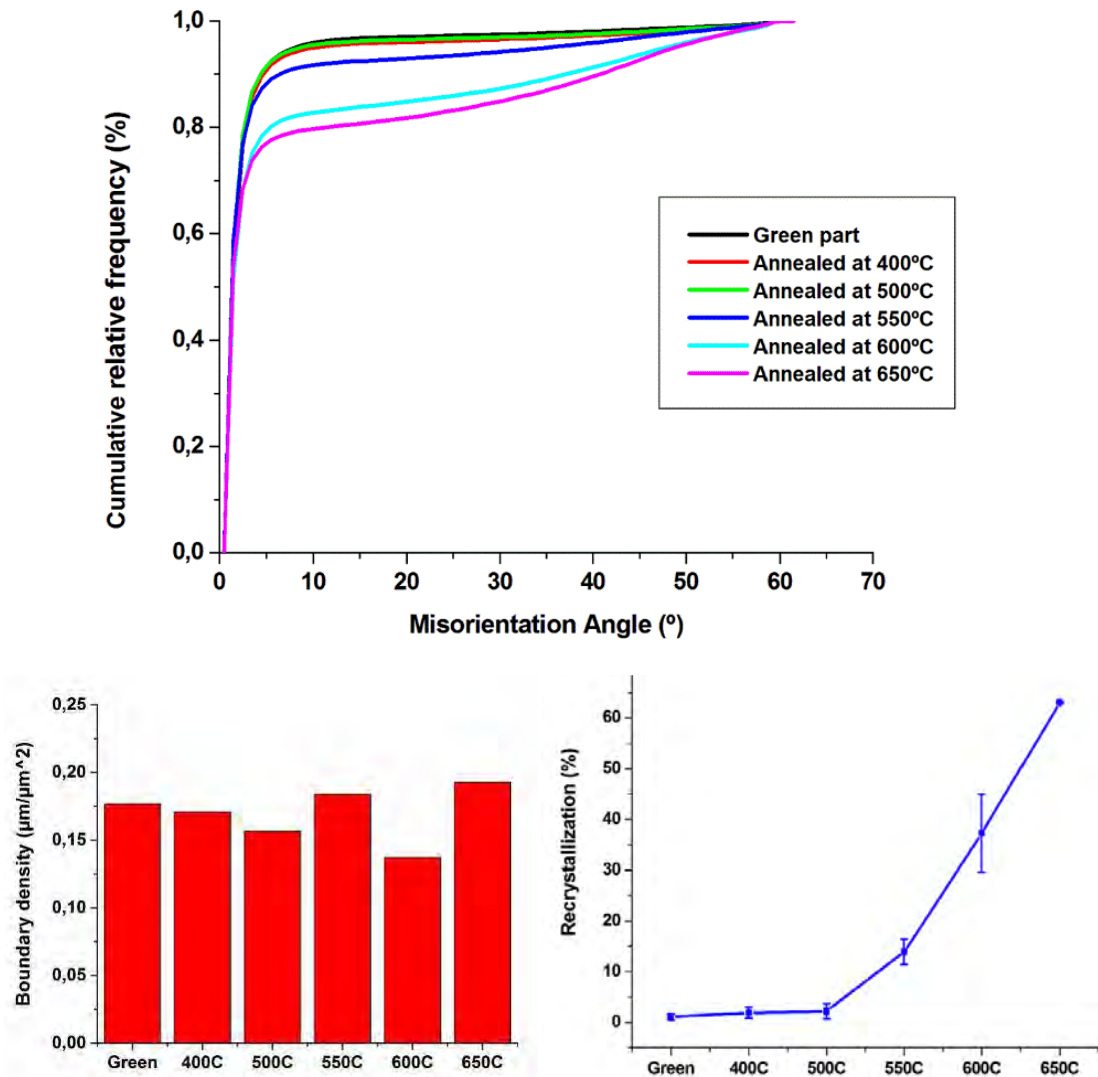 Cumulative relative frequency (%)
1,0
0,8
0,6
0,4
0,2
0,0
0 10 20 30 40 50 60 70
Misorientation Angle (º)
Green part
Annealed at 400ºC
Annealed at 500ºC
Annealed at 550ºC
Annealed at 600ºC
Annealed at 650ºC
Boundary density (µm/µm^2)
0,25
0,20
0,15
0,10
0,05
0,00
Green 400C 500C 550C 600C 650C
Recrystallization (%)
60
50
40
30
20
10
0
Green 400C 500C 550C 600C 650C